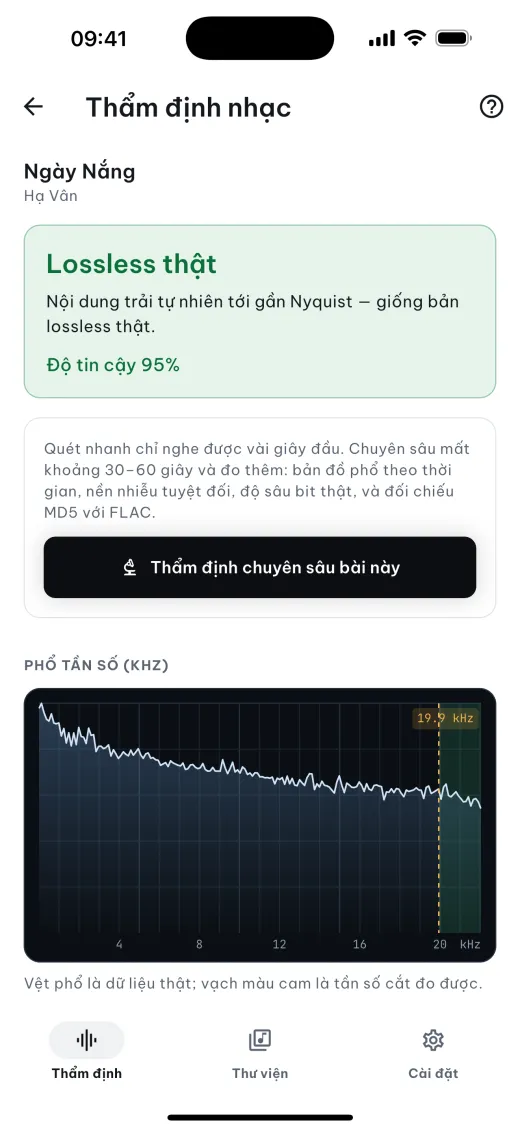 09:41
Thẩm định nhạc
Ngày Nắng
Hạ Vân
Lossless thật
Nội dung trải tự nhiên tới gần Nyquist — giống bản
lossless thật.
Độ tin cậy 95%
Quét nhanh chỉ nghe được vài giây đầu. Chuyên sâu mất
khoảng 30–60 giây và đo thêm: bản đồ phổ theo thời
gian, nền nhiễu tuyệt đối, độ sâu bit thật, và đối chiếu
MD5 với FLAC.
Thẩm định chuyên sâu bài này
PHỔ TẦN SỐ (KHZ)
19.9 kHz
4 8 12 16 20 kHz
Vệt phổ là dữ liệu thật; vạch màu cam là tần số cắt đo được.
Thẩm định Thư viện Cài đặt